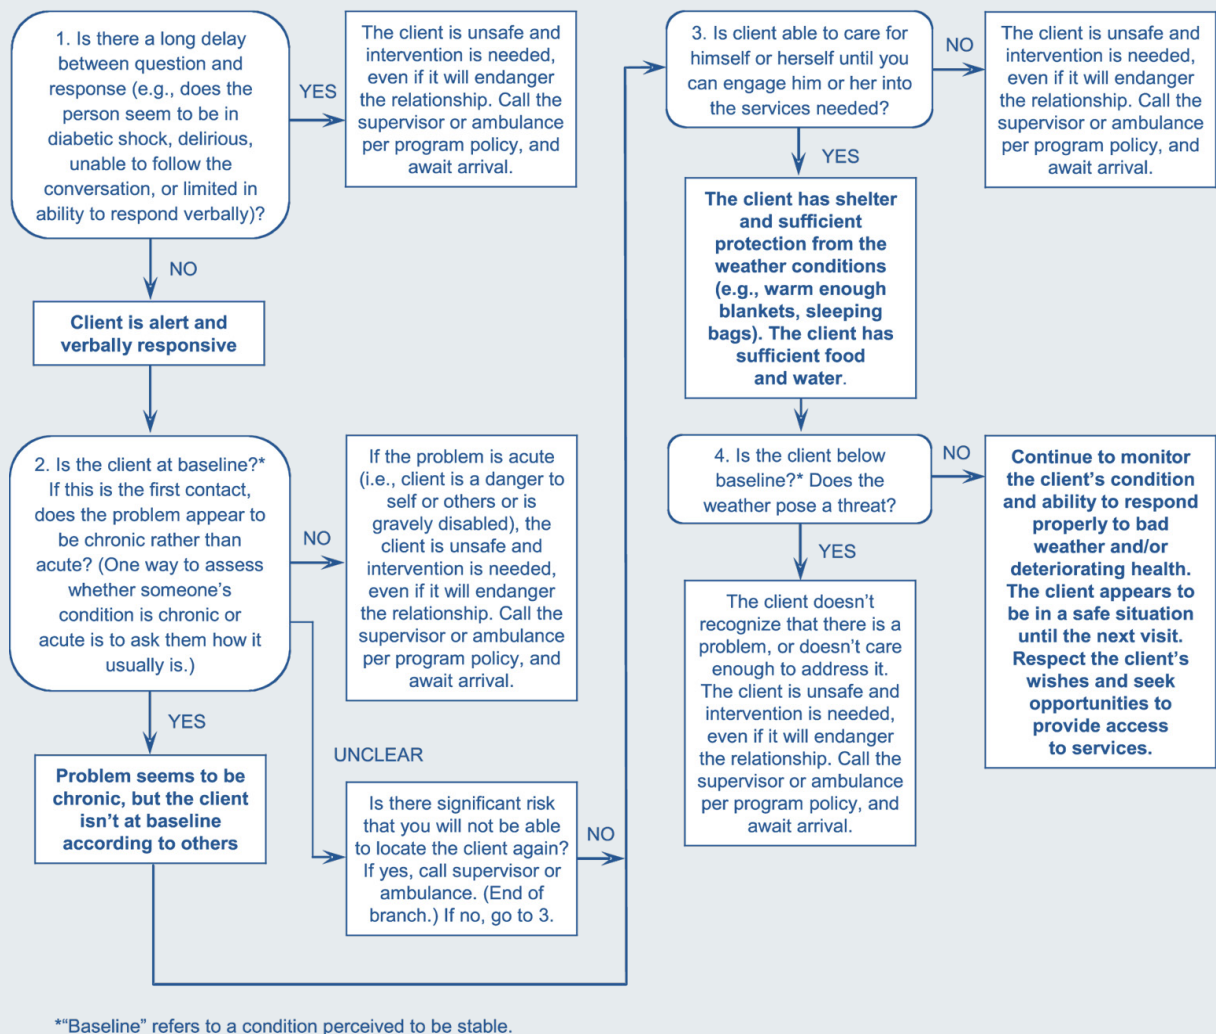 1. Is there a long delay
between question and
response (e.g., does the
person seem to be in
diabetic shock, delirious,
unable to follow the
conversation, or limited in
ability to respond verbally)?
YES
The client is unsafe and
intervention is needed,
even if it will endanger
the relationship. Call the
supervisor or ambulance
per program policy, and
await arrival.
NO
Client is alert and
verbally responsive
2. Is the client at baseline?*
If this is the first contact,
does the problem appear to
be chronic rather than
acute? (One way to assess
whether someone’s
condition is chronic or
acute is to ask them how it
usually is.)
NO
If the problem is acute
(i.e., client is a danger to
self or others or is
gravely disabled), the
client is unsafe and
intervention is needed,
even if it will endanger
the relationship. Call the
supervisor or ambulance
per program policy, and
await arrival.
YES
Problem seems to be
chronic, but the client
isn’t at baseline
according to others
UNCLEAR
Is there significant risk
that you will not be able
to locate the client again?
If yes, call supervisor or
ambulance. (End of
branch.) If no, go to 3.
NO
3. Is client able to care for
himself or herself until you
can engage him or her into
the services needed?
NO
The client is unsafe and
intervention is needed,
even if it will endanger
the relationship. Call the
supervisor or ambulance
per program policy, and
await arrival.
YES
The client has shelter
and sufficient
protection from the
weather conditions
(e.g., warm enough
blankets, sleeping
bags). The client has
sufficient food
and water.
4. Is the client below
baseline?* Does the
weather pose a threat?
NO
Continue to monitor
the client’s condition
and ability to respond
properly to bad
weather and/or
deteriorating health.
The client appears to
be in a safe situation
until the next visit.
Respect the client’s
wishes and seek
opportunities to
provide access
to services.
YES
The client doesn’t
recognize that there is a
problem, or doesn’t care
enough to address it.
The client is unsafe and
intervention is needed,
even if it will endanger
the relationship. Call the
supervisor or ambulance
per program policy, and
await arrival.
*“Baseline” refers to a condition perceived to be stable.